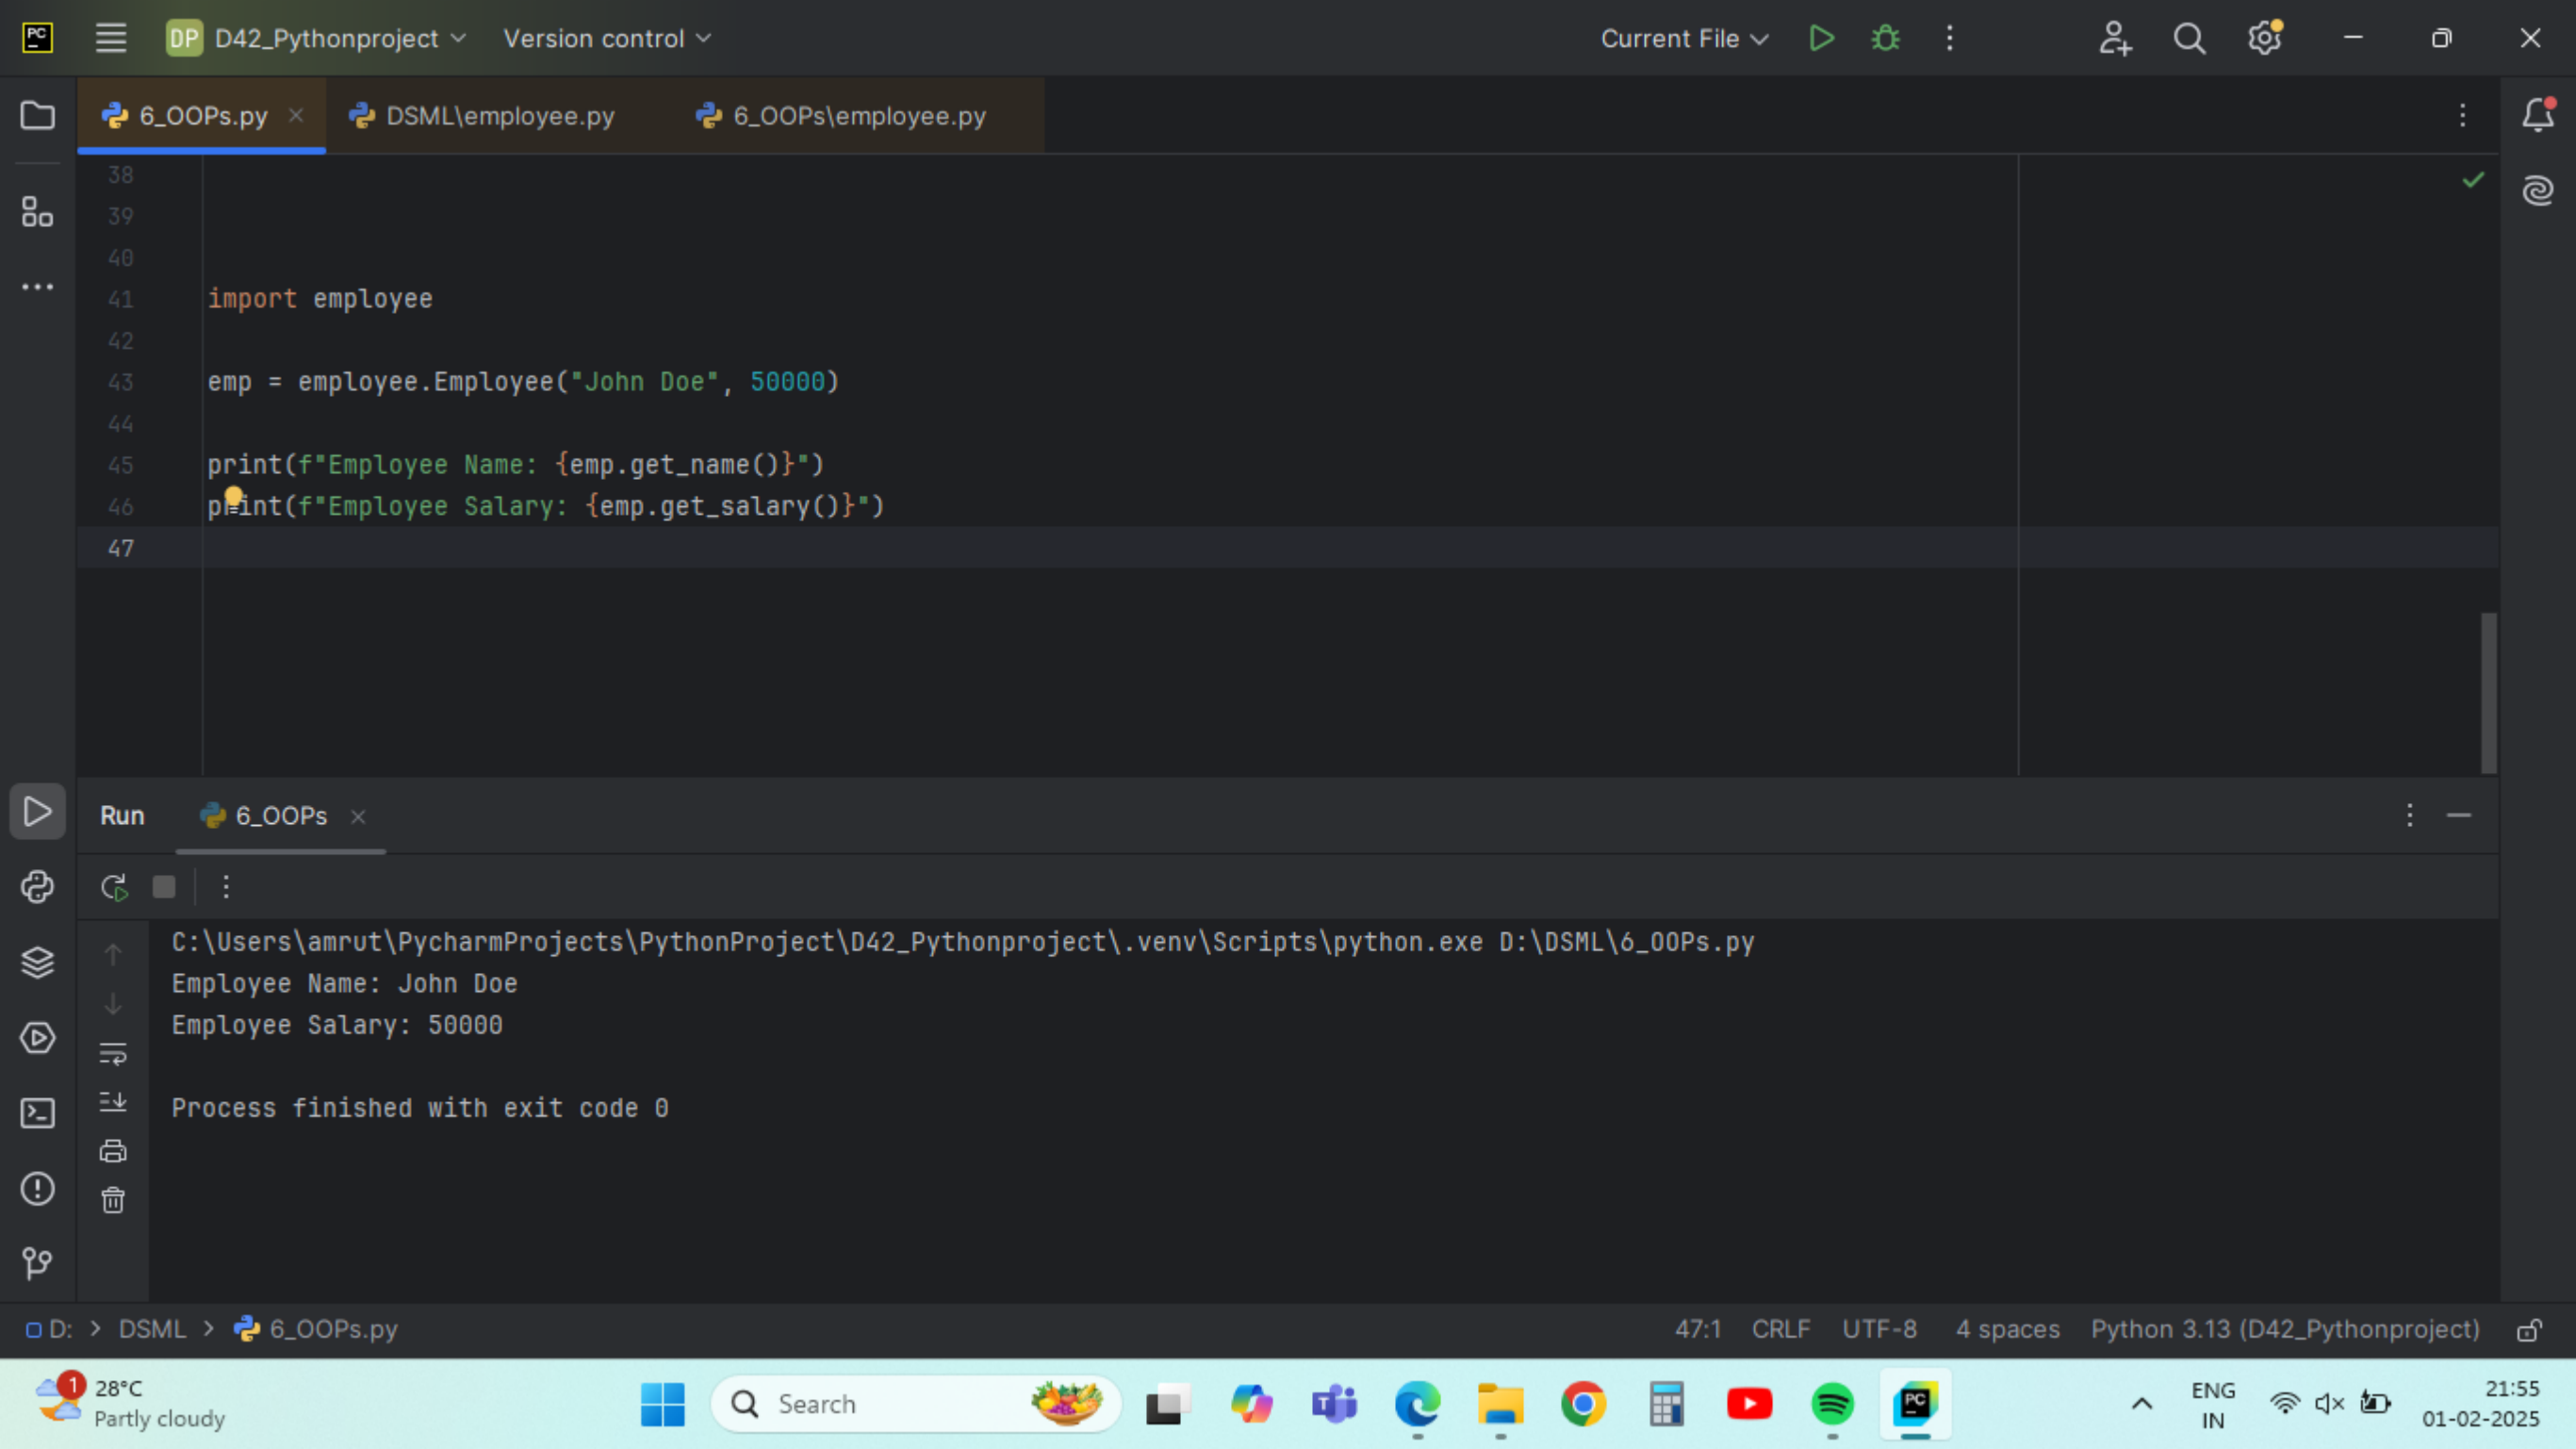 PC DP D42_Pythonproject Version control Current File
6_OOPs.py DSML\employee.py 6_OOPs\employee.py
38
39
40
41 import employee
42
43 emp = employee.Employee("John Doe", 50000)
44
45 print(f"Employee Name: {emp.get_name()}")
46 print(f"Employee Salary: {emp.get_salary()}")
47
Run 6_OOPs
C:\Users\amrut\PycharmProjects\PythonProject\D42_Pythonproject\.venv\Scripts\python.exe D:\DSML\6_OOPs.py
Employee Name: John Doe
Employee Salary: 50000
Process finished with exit code 0
D: > DSML > 6_OOPs.py 47:1 CRLF UTF-8 4 spaces Python 3.13 (D42_Pythonproject)
1 28°C Search T PC ENG 21:55
Partly cloudy IN 01-02-2025